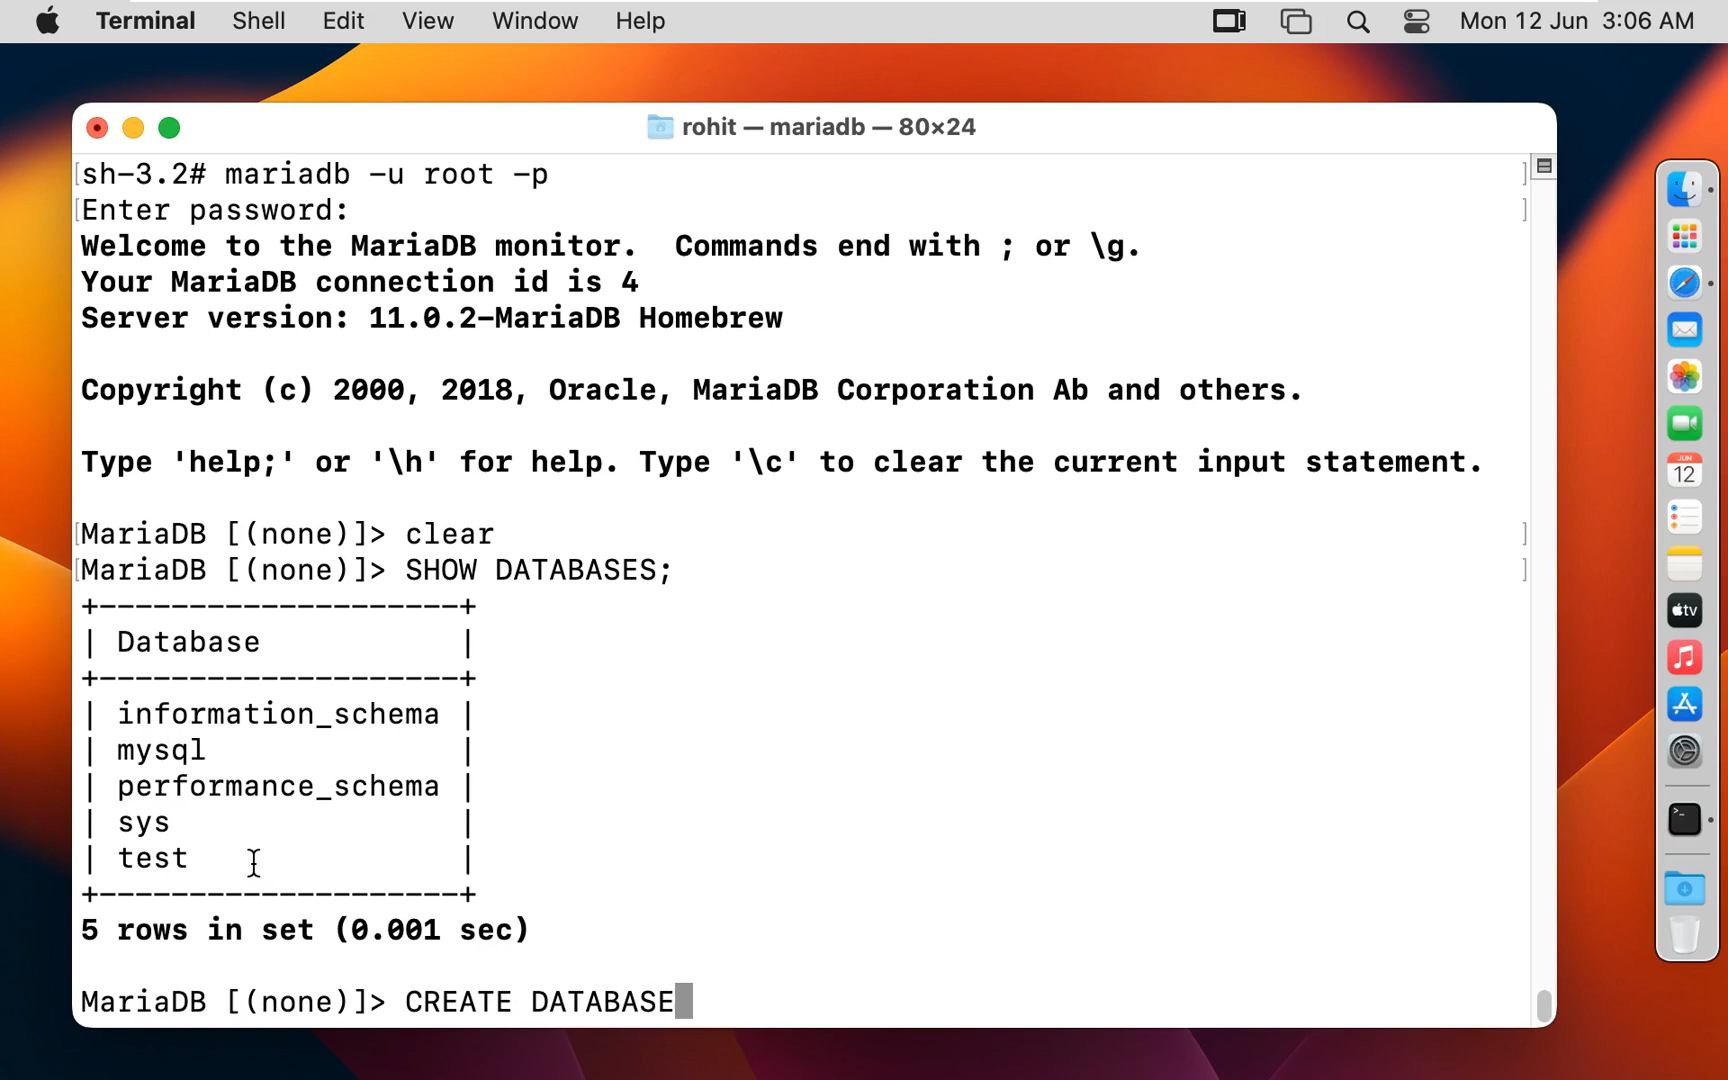 Terminal Shell Edit View Window Help Mon 12 Jun 3:06 AM
rohit — mariadb — 80×24
[sh-3.2# mariadb -u root -p ]
[Enter password: ]
Welcome to the MariaDB monitor.  Commands end with ; or \g.
Your MariaDB connection id is 4
Server version: 11.0.2-MariaDB Homebrew
Copyright (c) 2000, 2018, Oracle, MariaDB Corporation Ab and others.
Type 'help;' or '\h' for help. Type '\c' to clear the current input statement.
[MariaDB [(none)]> clear ]
[MariaDB [(none)]> SHOW DATABASES; ]
+--------------------+
| Database           |
+--------------------+
| information_schema |
| mysql              |
| performance_schema |
| sys                |
| test               |
+--------------------+
5 rows in set (0.001 sec)
MariaDB [(none)]> CREATE DATABASE
JUN
12
tv